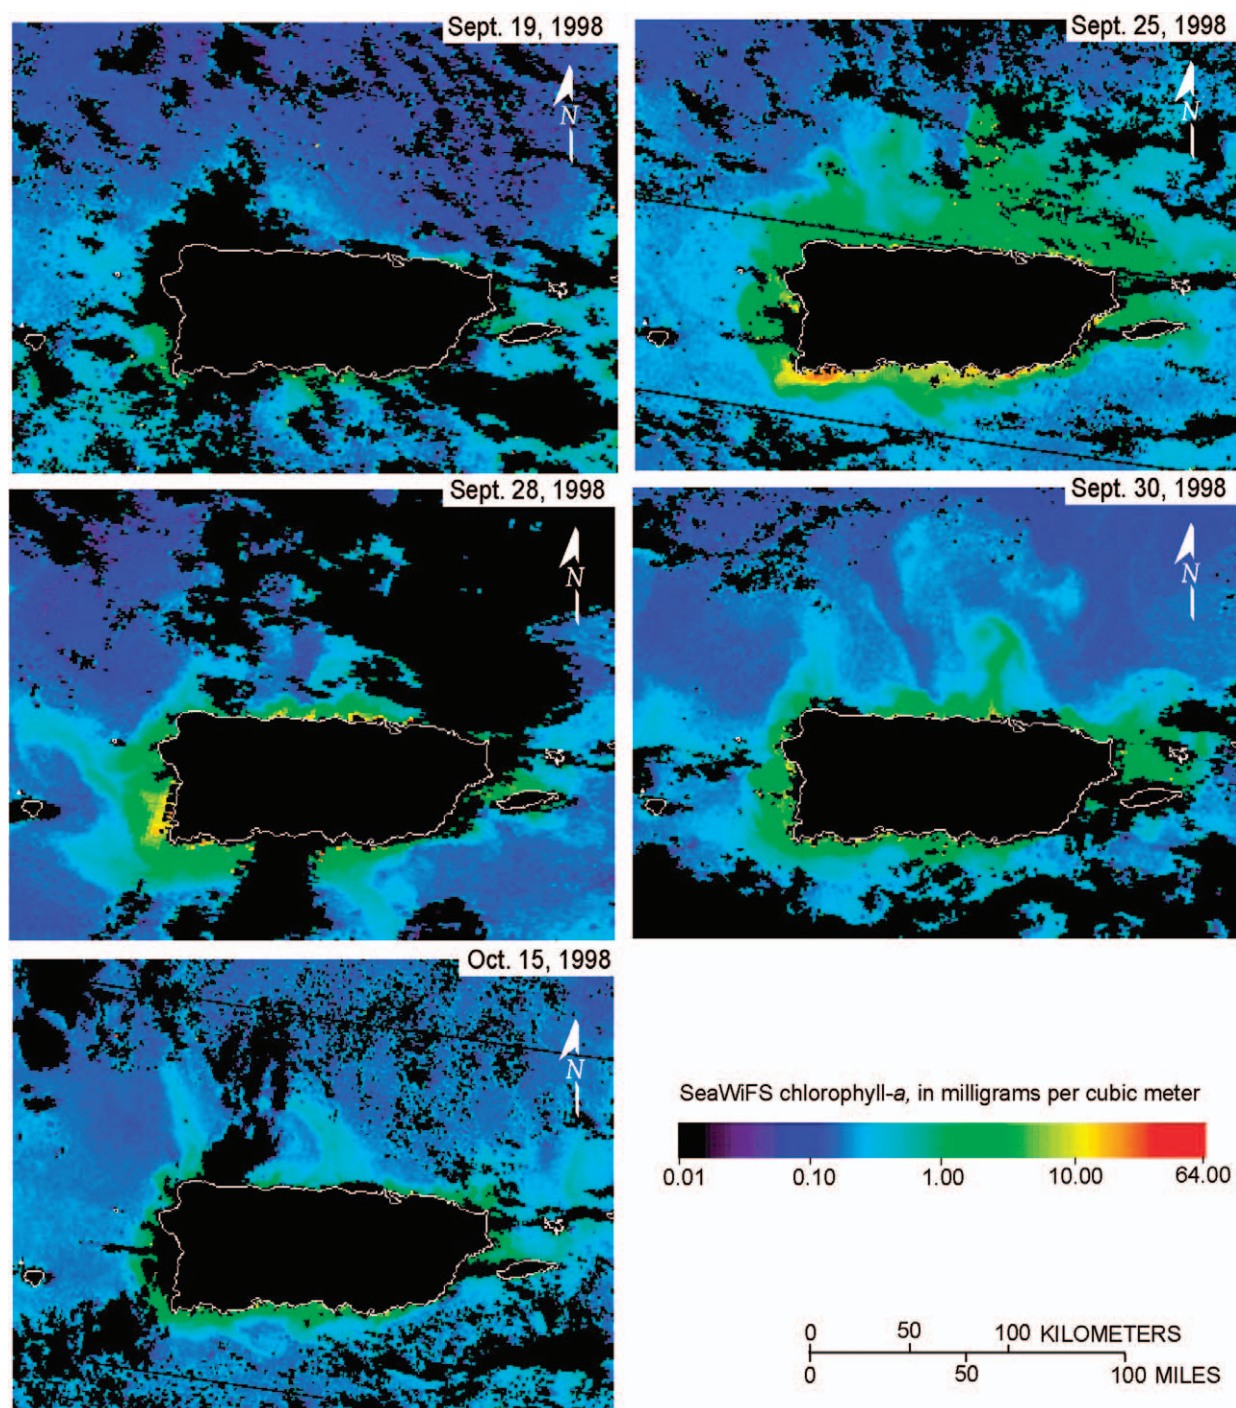 Sept. 19, 1998
N
Sept. 25, 1998
N
Sept. 28, 1998
N
Sept. 30, 1998
N
Oct. 15, 1998
N
SeaWiFS chlorophyll-a, in milligrams per cubic meter
0.01 0.10 1.00 10.00 64.00
0 50 100 KILOMETERS
0 50 100 MILES